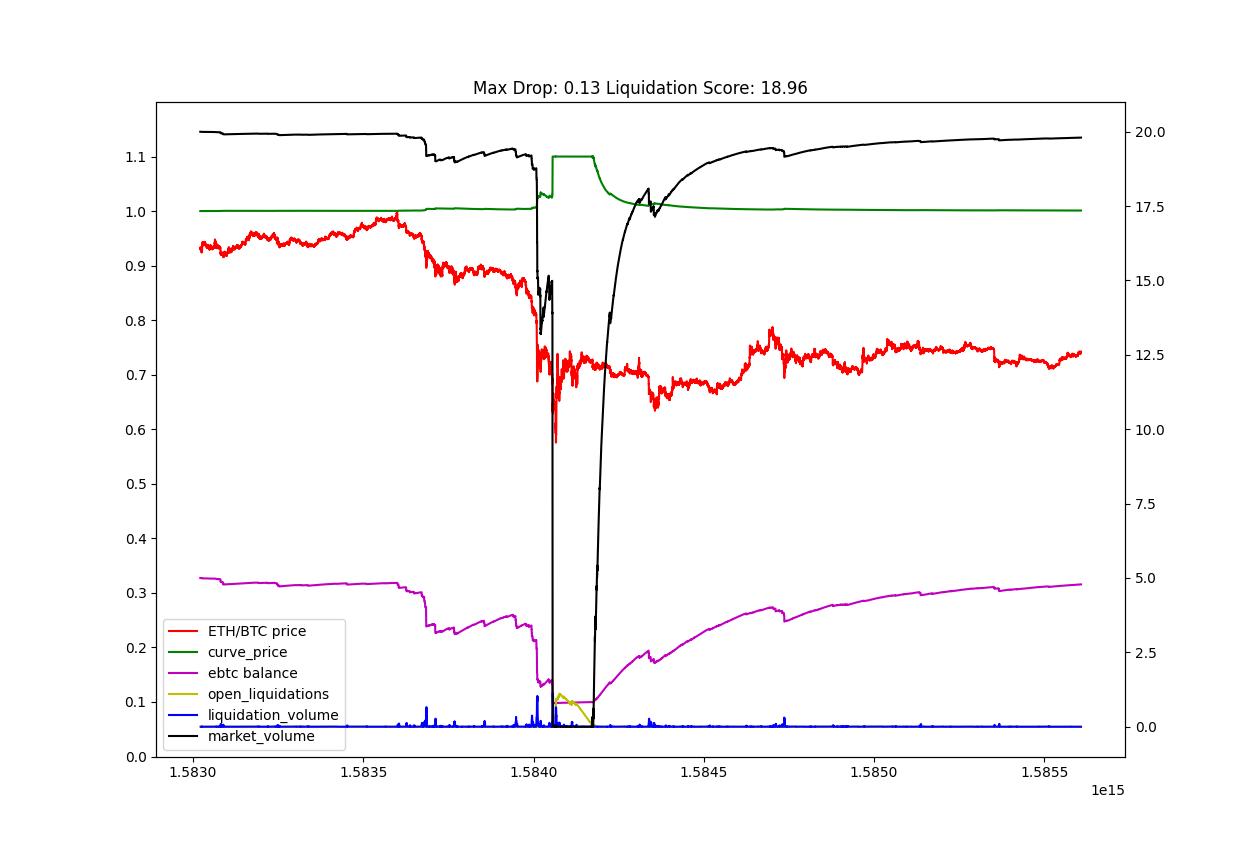 Max Drop: 0.13 Liquidation Score: 18.96
1.1
1.0
0.9
0.8
0.7
0.6
0.5
0.4
0.3
0.2
0.1
0.0
20.0
17.5
15.0
12.5
10.0
7.5
5.0
2.5
0.0
ETH/BTC price
curve_price
ebtc balance
open_liquidations
liquidation_volume
market_volume
1.5830 1.5835 1.5840 1.5845 1.5850 1.5855
1e15